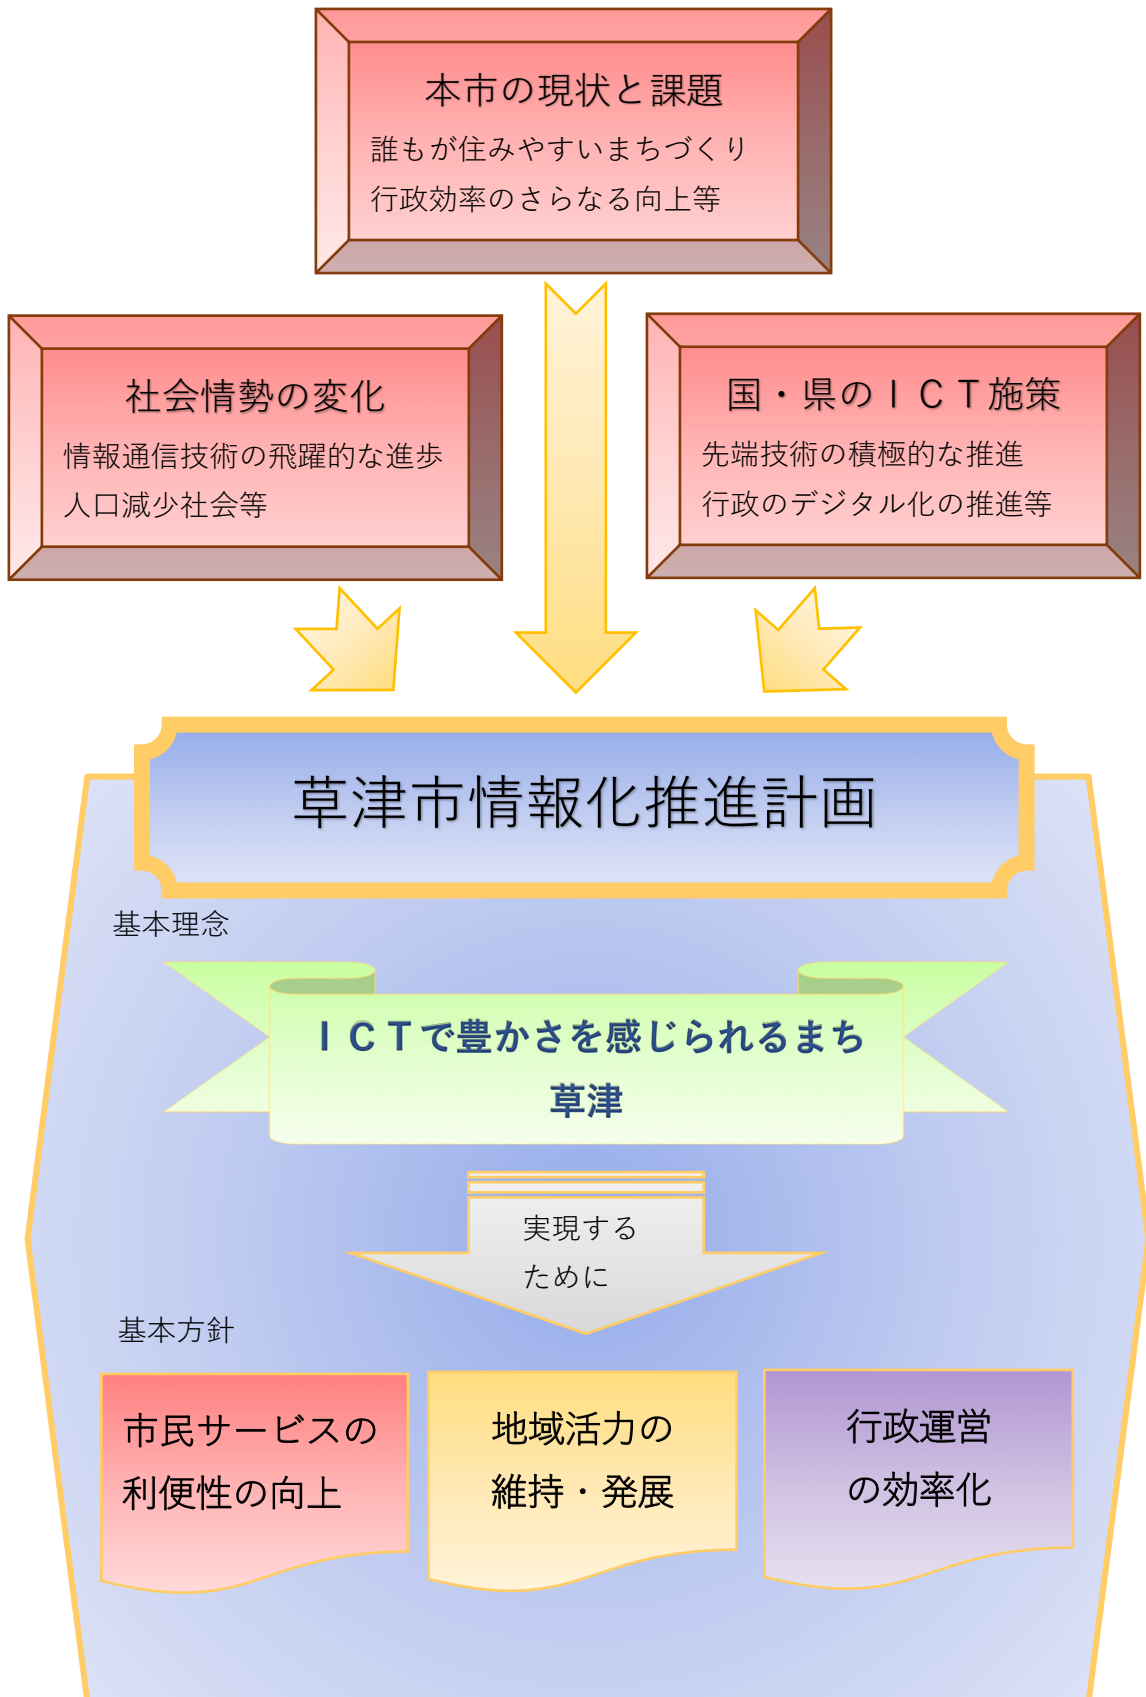 本市の現状と課題
誰もが住みやすいまちづくり
行政効率のさらなる向上等
社会情勢の変化
情報通信技術の飛躍的な進歩
人口減少社会等
国・県のＩＣＴ施策
先端技術の積極的な推進
行政のデジタル化の推進等
草津市情報化推進計画
基本理念
ＩＣＴで豊かさを感じられるまち
草津
実現する
ために
基本方針
市民サービスの
利便性の向上
地域活力の
維持・発展
行政運営
の効率化